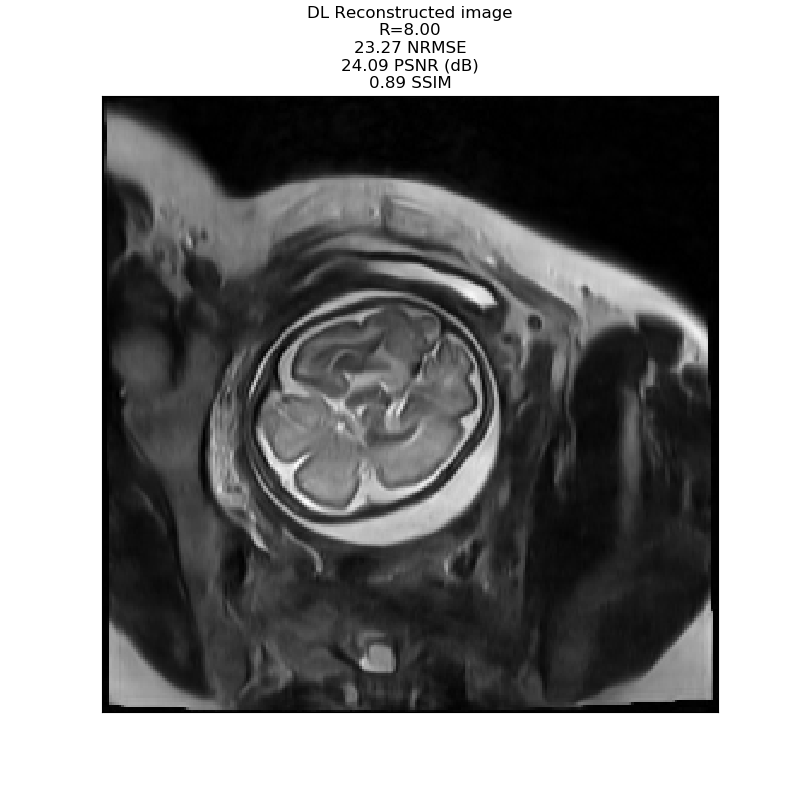 DL Reconstructed image
R=8.00
23.27 NRMSE
24.09 PSNR (dB)
0.89 SSIM